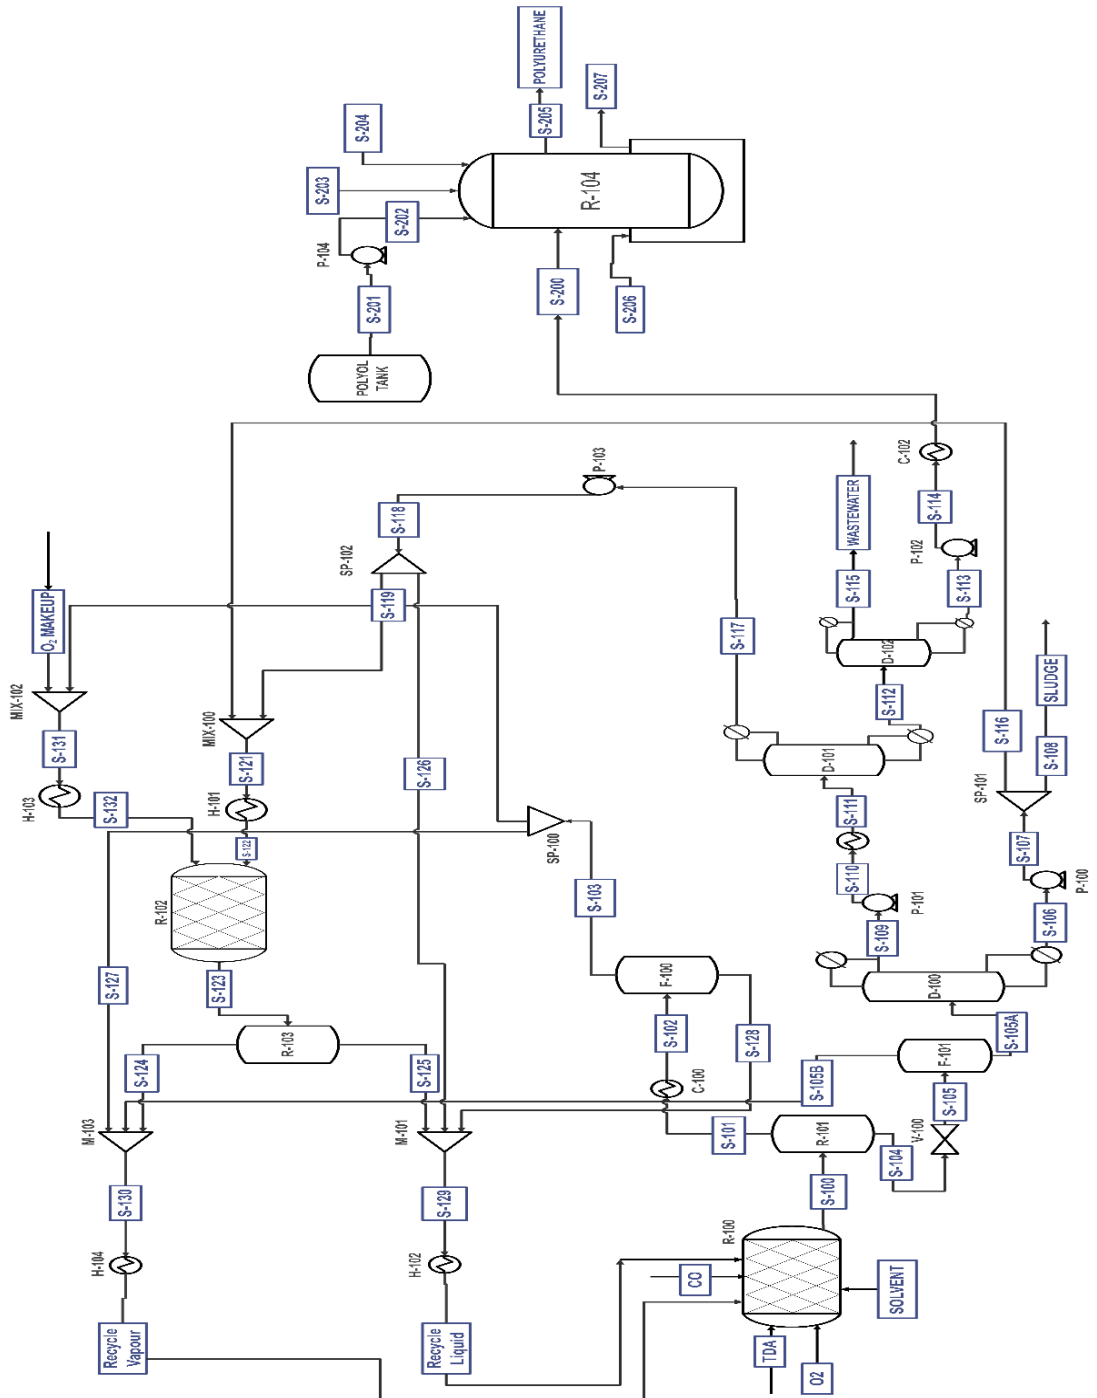 POLYURETHANE
S-205
S-207
S-204
S-203
S-202
P-104
S-201
POLYOL
TANK
R-104
S-200
S-206
C-102
S-114
P-102
S-113
WASTEWATER
S-115
D-102
S-112
P-103
S-118
SP-102
S-119
S-117
S-126
D-101
S-111
S-110
P-101
S-109
SLUDGE
S-108
S-116
SP-101
S-107
P-100
S-106
D-100
S-105A
S-105B
F-101
S-105
V-100
S-104
O2 MAKEUP
MIX-102
S-131
H-103
S-132
MIX-100
S-121
H-101
S-122
R-102
S-123
R-103
S-124
S-125
S-127
SP-100
S-103
F-100
S-102
S-128
C-100
S-101
R-101
S-100
M-103
S-130
H-104
Recycle
Vapour
M-101
S-129
H-102
Recycle
Liquid
R-100
CO
SOLVENT
TDA
O2